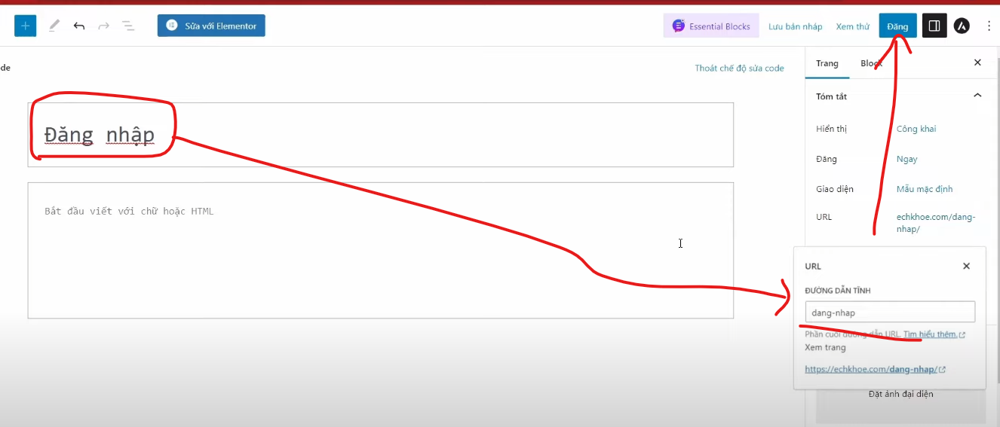 Sửa với Elementor
Essential Blocks
Lưu bản nháp
Xem thử
Đăng
de
Thoát chế độ sửa code
Trang
Block
Tóm tắt
Đăng nhập
Hiển thị
Công khai
Đăng
Ngay
Giao diện
Mẫu mặc định
Bắt đầu viết với chữ hoặc HTML
URL
echkhoe.com/dang-
nhap/
URL
ĐƯỜNG DẪN TĨNH
dang-nhap
Phần cuối đường dẫn URL. Tìm hiểu thêm.
Xem trang
https://echkhoe.com/dang-nhap/
Đặt ảnh đại diện